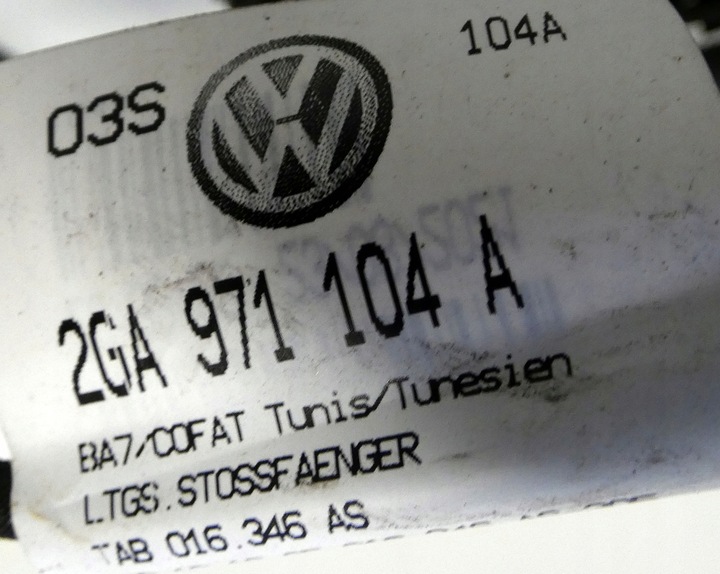 104A
03S
2GA 971 104 A
BA7/COFAT Tunis/Tunesien
LTGS.STOSSFAENGER
TAB 016.346 AS